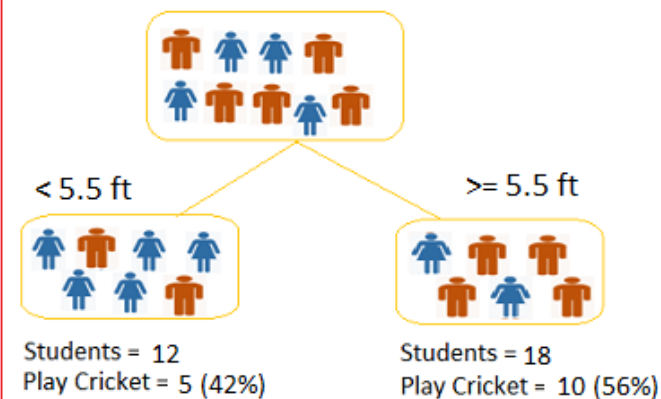 < 5.5 ft
>= 5.5 ft
Students = 12
Play Cricket = 5 (42%)
Students = 18
Play Cricket = 10 (56%)